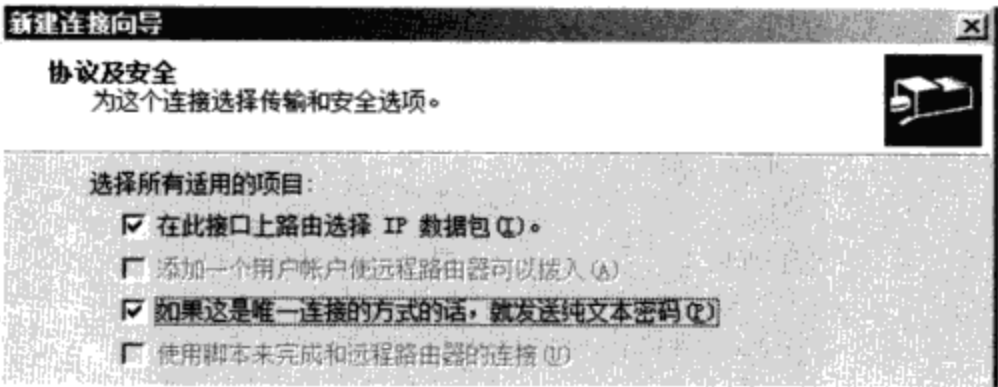 新建连接向导
协议及安全
为这个连接选择传输和安全选项。
选择所有适用的项目:
在此接口上路由选择 IP 数据包(I)。
添加一个用户帐户使远程路由器可以拨入(A)
如果这是唯一连接的方式的话，就发送纯文本密码(P)
使用脚本来完成和远程路由器的连接(U)